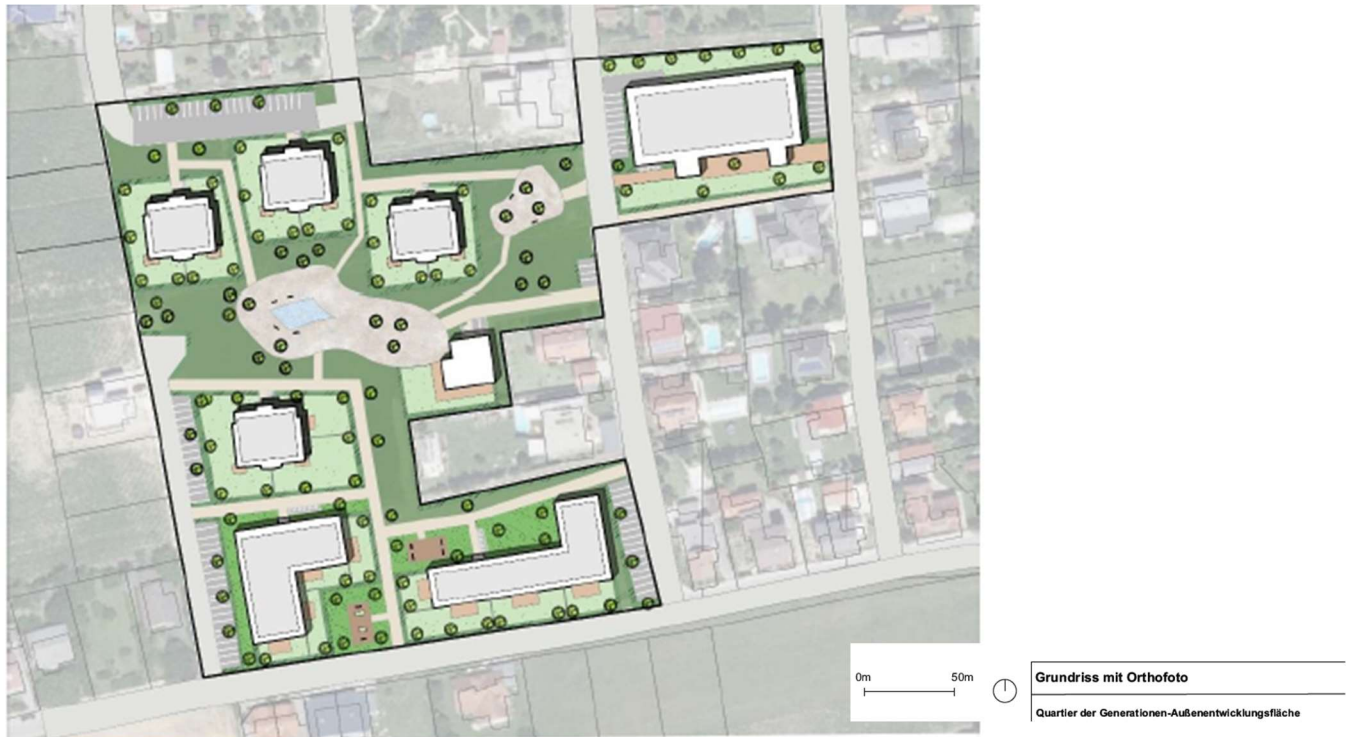 0m 50m
Grundriss mit Orthofoto
Quartier der Generationen-Außenentwicklungsfläche